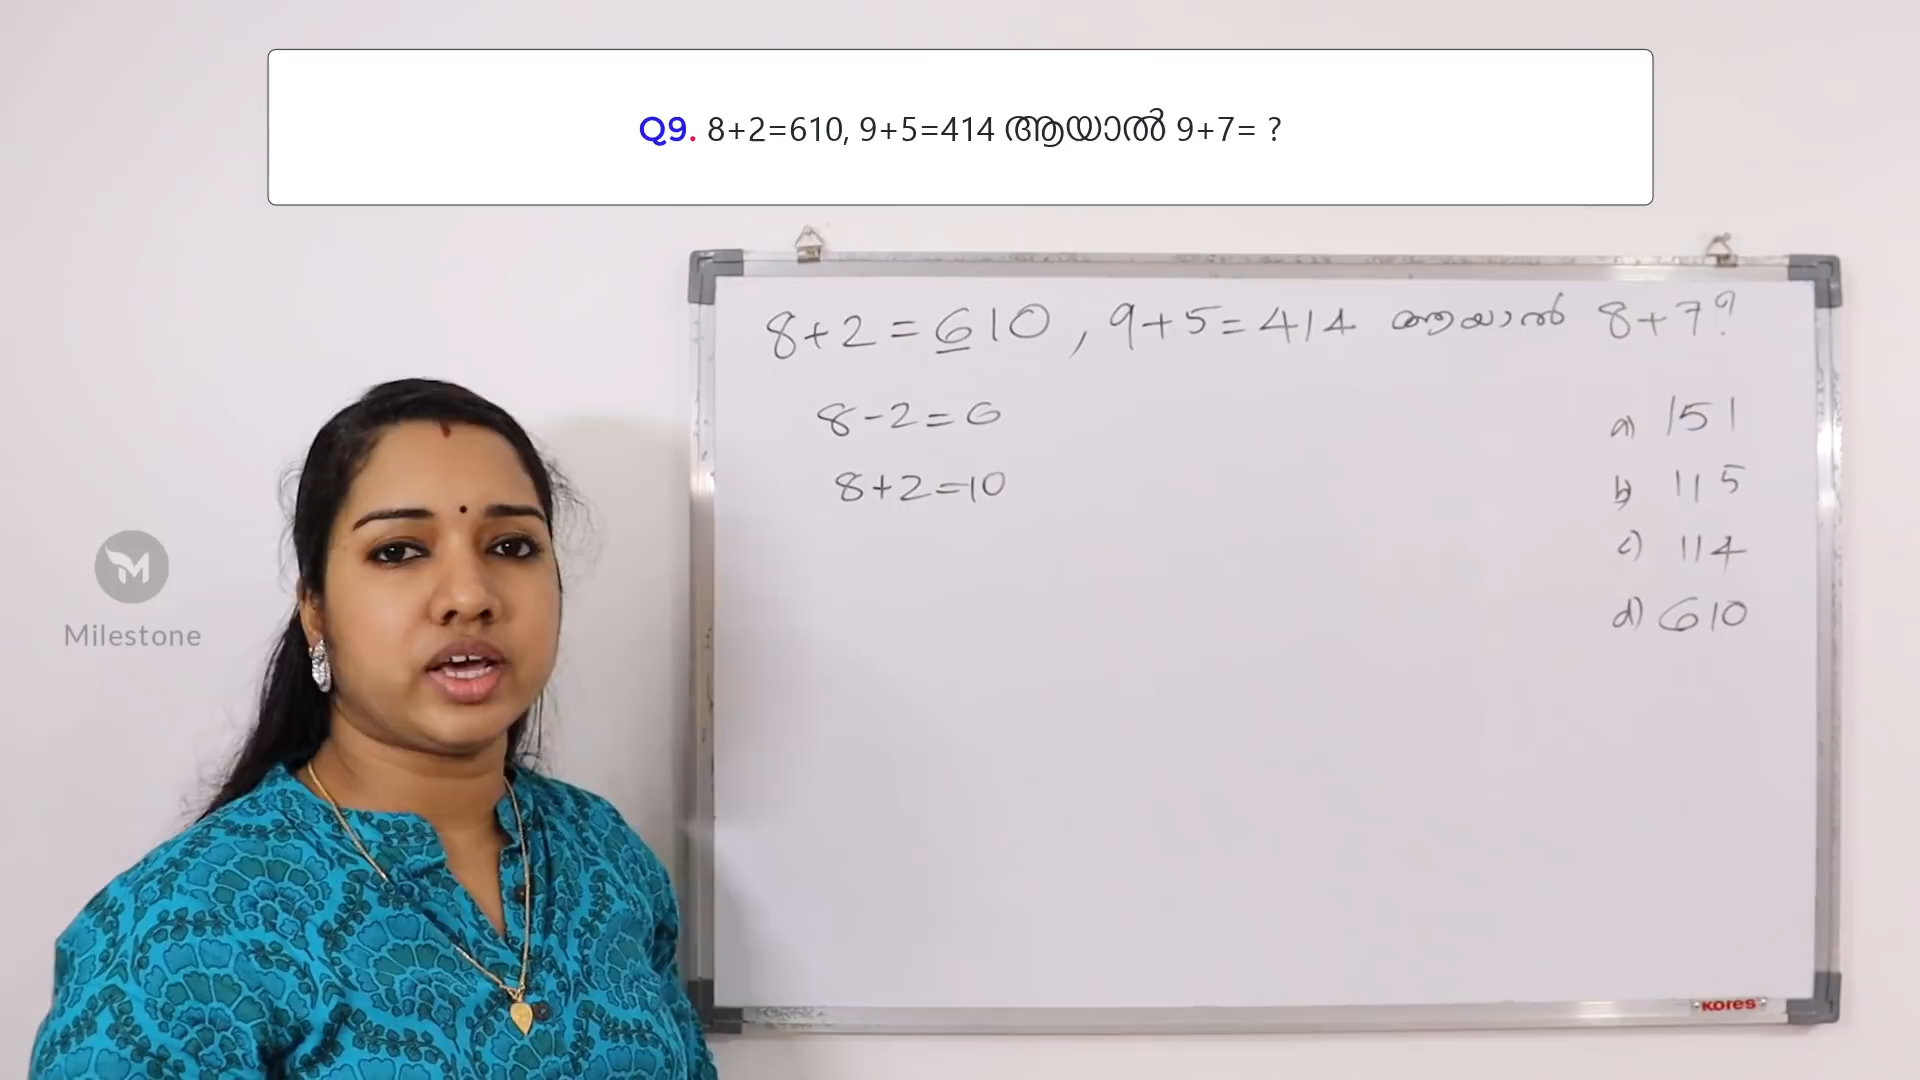 Q9. 8+2=610, 9+5=414 ആയാൽ 9+7= ?
8+2=610, 9+5=414 ആയാൽ 8+7?
8-2=6
8+2=10
a) 151
b) 115
c) 114
d) 610
Milestone
KORES